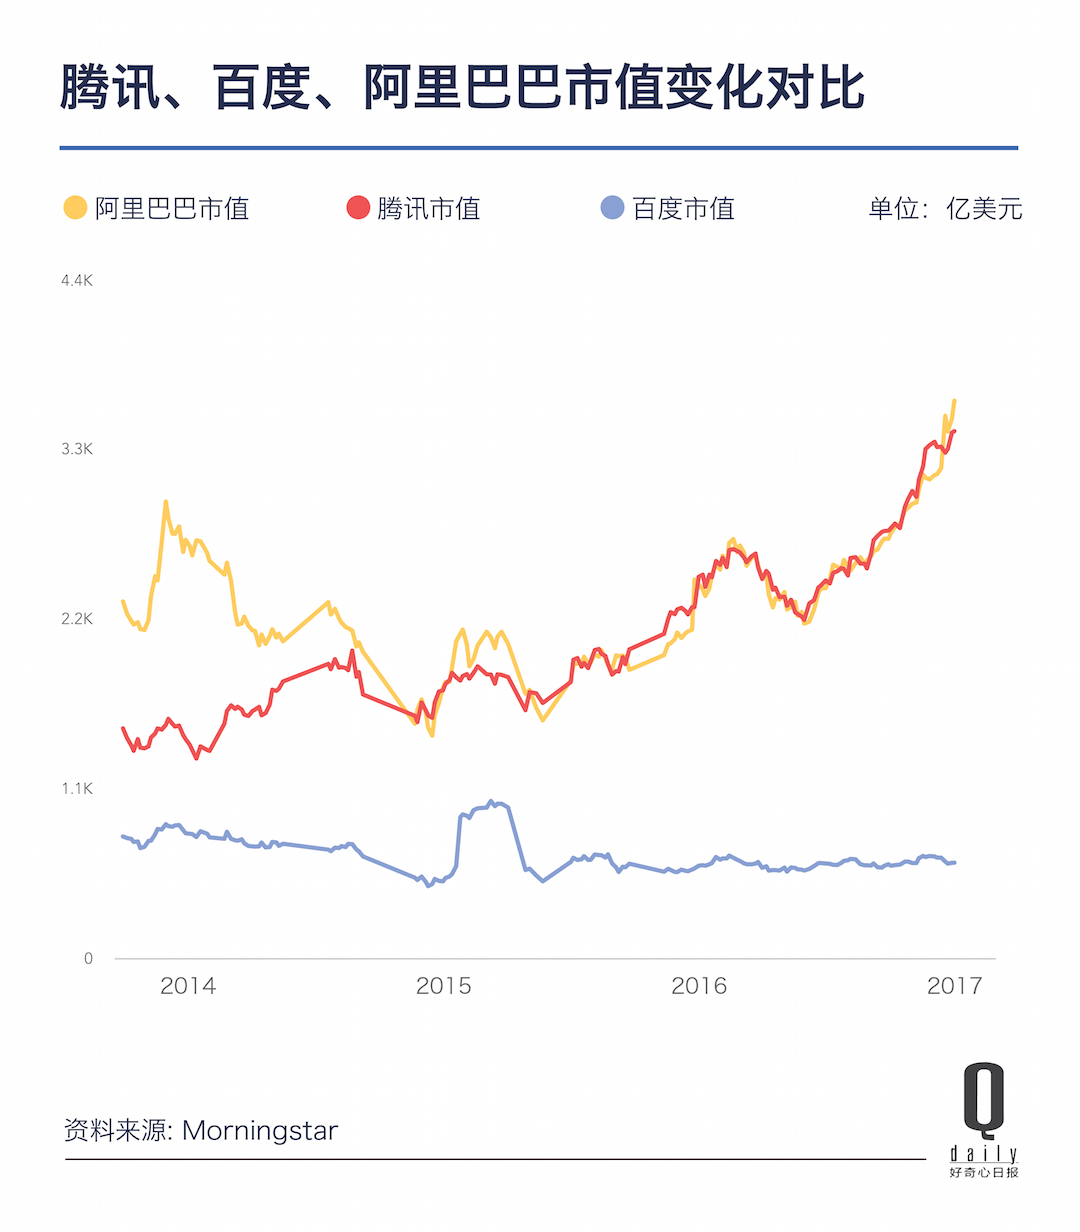 腾讯、百度、阿里巴巴市值变化对比
阿里巴巴市值 腾讯市值 百度市值 单位：亿美元
4.4K
3.3K
2.2K
1.1K
0
2014 2015 2016 2017
资料来源: Morningstar
Q
daily
好奇心日报